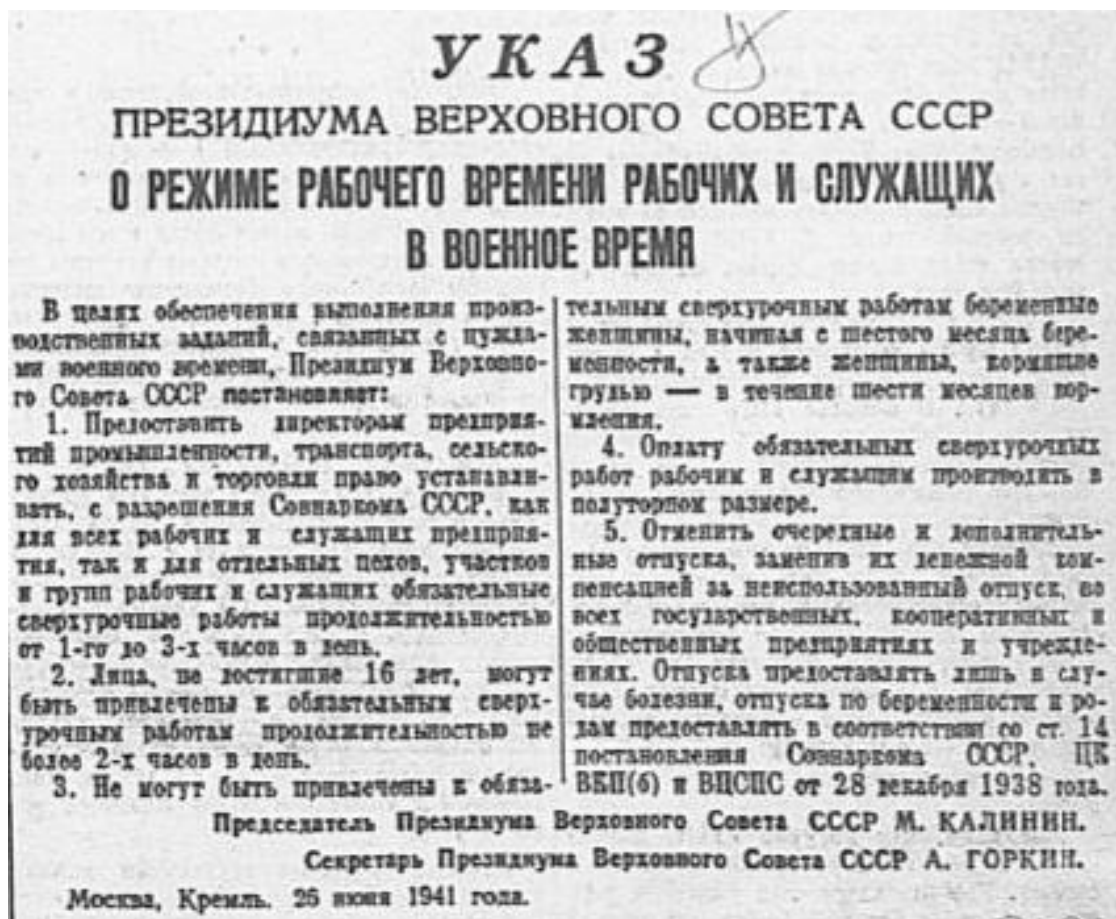 УКАЗ
ПРЕЗИДИУМА ВЕРХОВНОГО СОВЕТА СССР
О РЕЖИМЕ РАБОЧЕГО ВРЕМЕНИ РАБОЧИХ И СЛУЖАЩИХ
В ВОЕННОЕ ВРЕМЯ
В целях обеспечения выполнения произ-
водственных заданий, связанных с нужда-
ми военного времени, Президиум Верховно-
го Совета СССР постановляет:
1. Предоставить директорам предприя-
тий промышленности, транспорта, сельско-
го хозяйства и торговли право устанавли-
вать, с разрешения Совнаркома СССР, как
для всех рабочих и служащих предприя-
тия, так и для отдельных цехов, участков
и групп рабочих и служащих обязательные
сверхурочные работы продолжительностью
от 1-го до 3-х часов в день.
2. Лица, не достигшие 16 лет, могут
быть привлечены к обязательным сверх-
урочным работам продолжительностью не
более 2-х часов в день.
3. Не могут быть привлечены к обяза-
тельным сверхурочным работам беременные
женщины, начиная с шестого месяца бере-
менности, а также женщины, кормящие
грудью — в течение шести месяцев кор-
мления.
4. Оплату обязательных сверхурочных
работ рабочим и служащим производить в
полуторном размере.
5. Отменить очередные и дополнитель-
ные отпуска, заменив их денежной ком-
пенсацией за неиспользованный отпуск, во
всех государственных, кооперативных и
общественных предприятиях и учрежде-
ниях. Отпуска предоставлять лишь в слу-
чае болезни, отпуска по беременности и ро-
дам предоставлять в соответствии со ст. 14
постановления Совнаркома СССР, ЦК
ВКП(б) и ВЦСПС от 28 декабря 1938 года.
Председатель Президиума Верховного Совета СССР М. КАЛИНИН.
Секретарь Президиума Верховного Совета СССР А. ГОРКИН.
Москва, Кремль. 26 июня 1941 года.